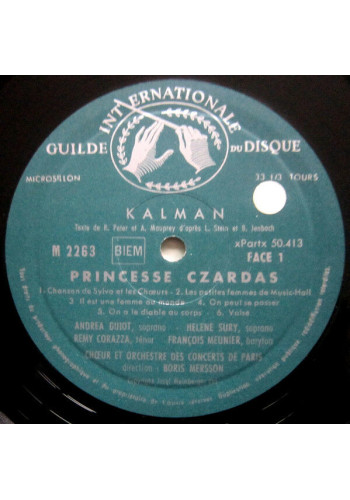 GUILDE INTERNATIONALE DU DISQUE
MICROSILLON
33 1/3 TOURS
KALMAN
Texte de R. Peter et A. Mauprey d'après L. Stein et B. Jenbach
M 2263
BIEM
xPartx 50.413
FACE 1
PRINCESSE CZARDAS
1. Chanson de Sylva et les Chœurs - 2. Les petites femmes de Music-Hall
3. Il est une femme au monde - 4. On peut se passer
5. On a le diable au corps - 6. Valse
ANDREA GUIOT, soprano
HELENE SURY, soprano
REMY CORAZZA, ténor
FRANÇOIS MEUNIER, baryton
CHŒUR ET ORCHESTRE DES CONCERTS DE PARIS
direction : BORIS MERSSON